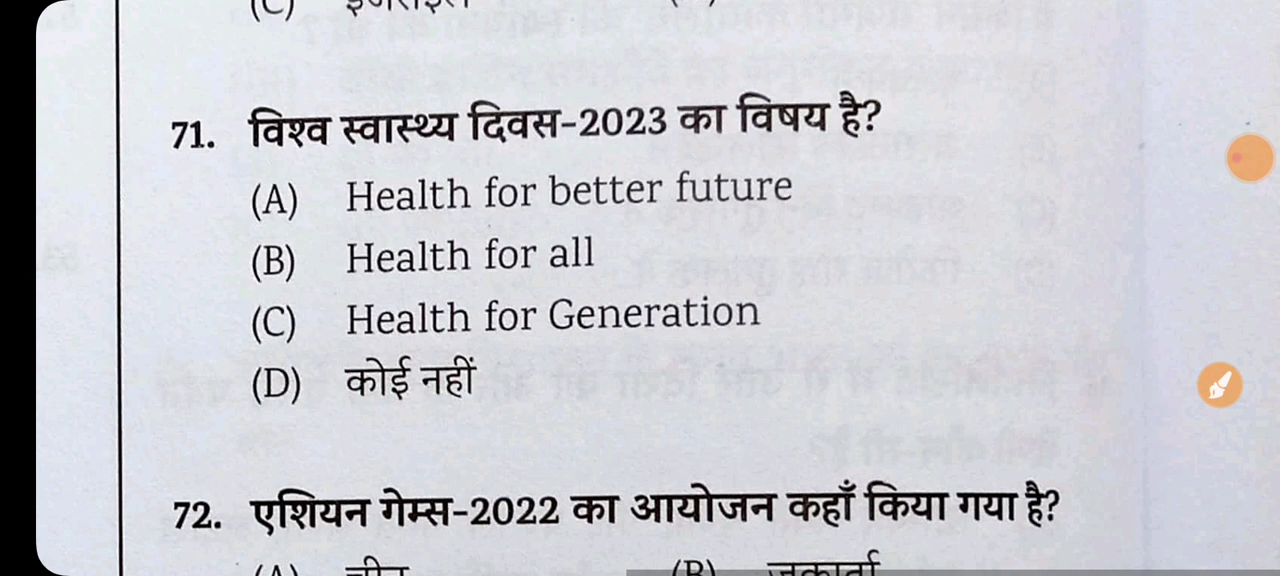 (C)
71. विश्व स्वास्थ्य दिवस-2023 का विषय है?
(A) Health for better future
(B) Health for all
(C) Health for Generation
(D) कोई नहीं
72. एशियन गेम्स-2022 का आयोजन कहाँ किया गया है?
(A) चीन (B) जकार्ता